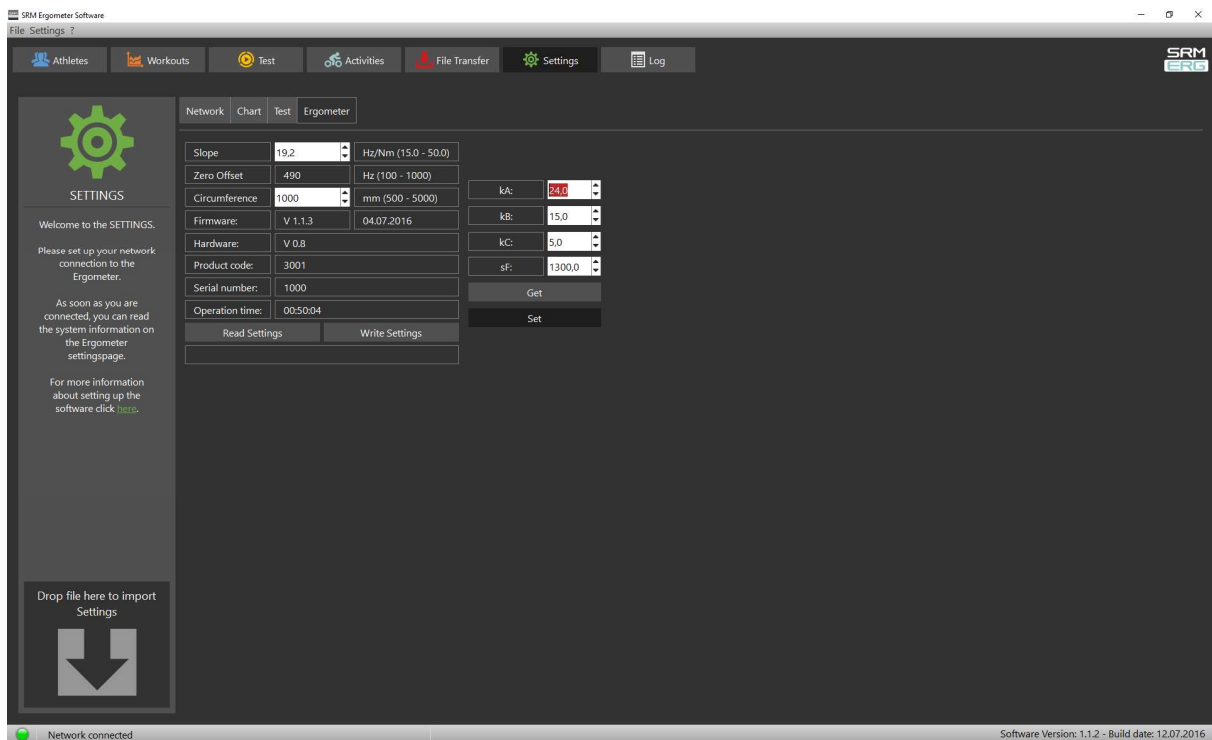 SRM Ergometer Software
File Settings ?
Athletes Workouts Test Activities File Transfer Settings Log
SRM
ERG
Network Chart Test Ergometer
SETTINGS
Welcome to the SETTINGS.
Please set up your network
connection to the
Ergometer.
As soon as you are
connected, you can read
the system information on
the Ergometer
settingspage.
For more information
about setting up the
software click here.
Drop file here to import
Settings
Slope 19,2 Hz/Nm (15.0 - 50.0)
Zero Offset 490 Hz (100 - 1000)
Circumference 1000 mm (500 - 5000)
Firmware: V 1.1.3 04.07.2016
Hardware: V 0.8
Product code: 3001
Serial number: 1000
Operation time: 00:50:04
Read Settings Write Settings
kA: 24,0
kB: 15,0
kC: 5,0
sF: 1300,0
Get
Set
Network connected
Software Version: 1.1.2 - Build date: 12.07.2016